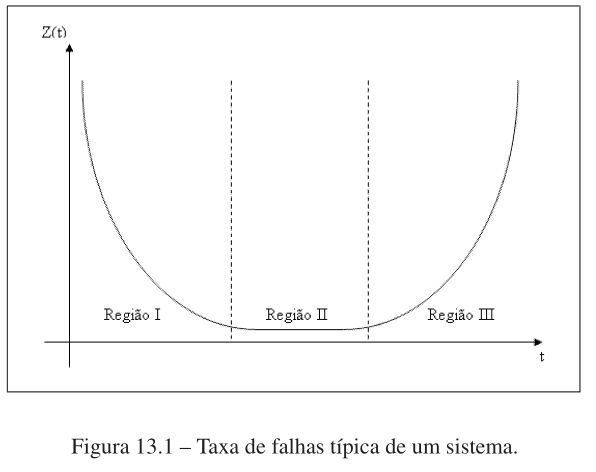 Z(t)
Região I
Região II
Região III
t
Figura 13.1 – Taxa de falhas típica de um sistema.